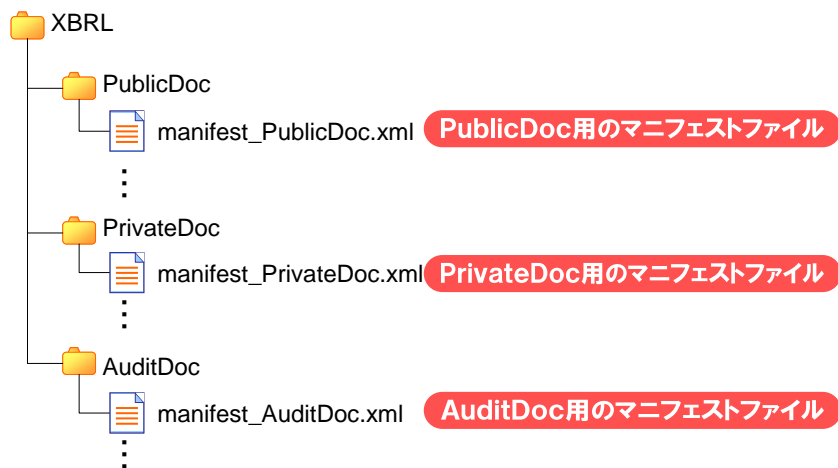 XBRL
PublicDoc
manifest_PublicDoc.xml PublicDoc用のマニフェストファイル
PrivateDoc
manifest_PrivateDoc.xml PrivateDoc用のマニフェストファイル
AuditDoc
manifest_AuditDoc.xml AuditDoc用のマニフェストファイル